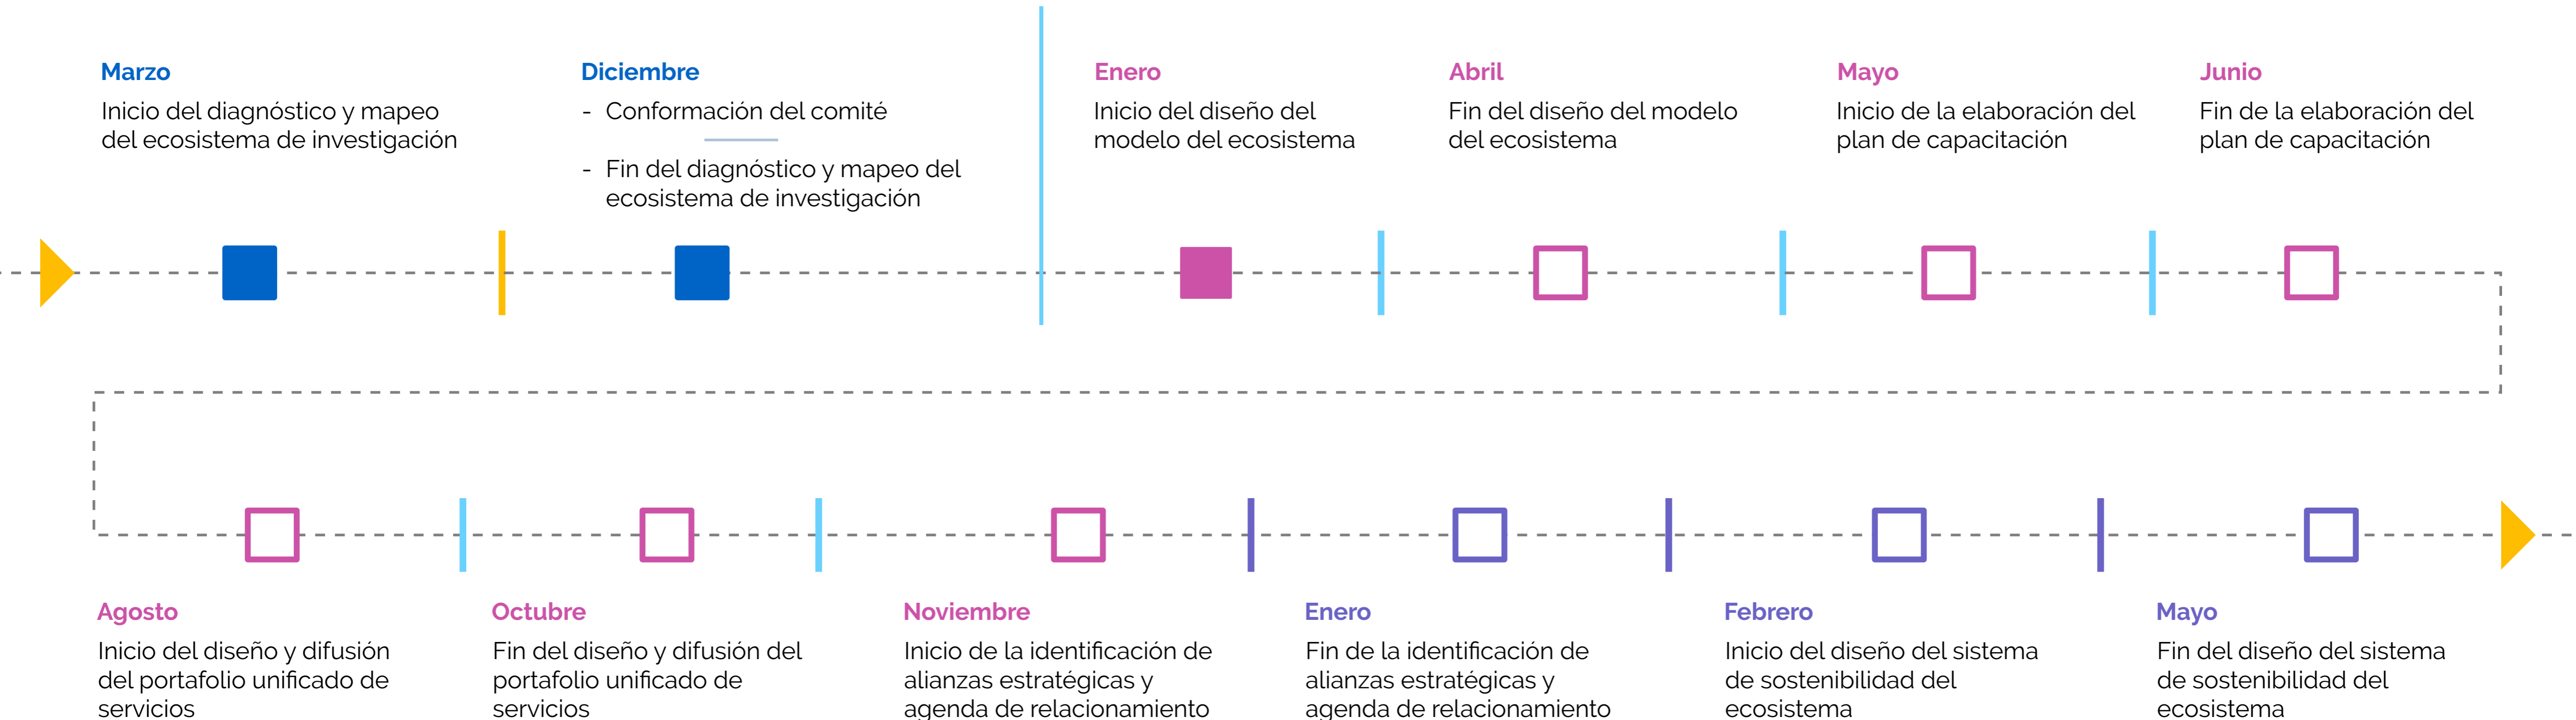 Marzo
Inicio del diagnóstico y mapeo
del ecosistema de investigación
Diciembre
- Conformación del comité
- Fin del diagnóstico y mapeo del
ecosistema de investigación
Enero
Inicio del diseño del
modelo del ecosistema
Abril
Fin del diseño del modelo
del ecosistema
Mayo
Inicio de la elaboración del
plan de capacitación
Junio
Fin de la elaboración del
plan de capacitación
Agosto
Inicio del diseño y difusión
del portafolio unificado de
servicios
Octubre
Fin del diseño y difusión del
portafolio unificado de
servicios
Noviembre
Inicio de la identificación de
alianzas estratégicas y
agenda de relacionamiento
Enero
Fin de la identificación de
alianzas estratégicas y
agenda de relacionamiento
Febrero
Inicio del diseño del sistema
de sostenibilidad del
ecosistema
Mayo
Fin del diseño del sistema
de sostenibilidad del
ecosistema